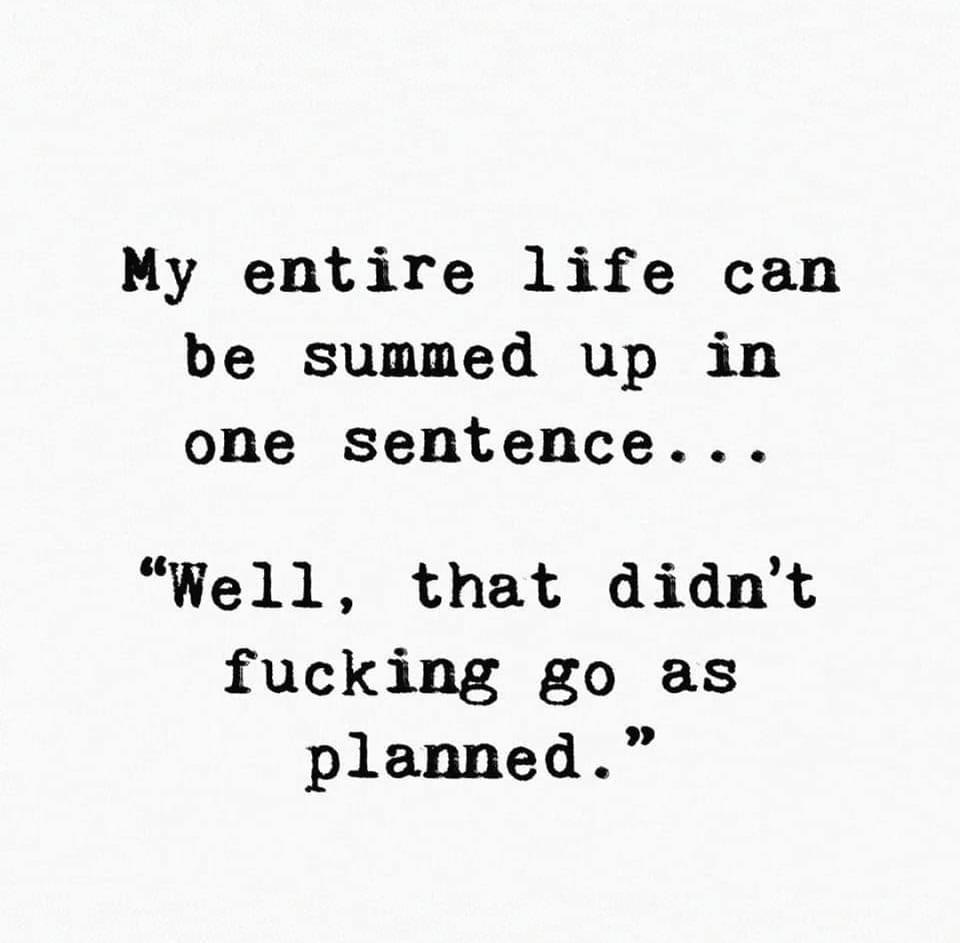 My entire life can
be summed up in
one sentence...
“Well, that didn’t
fucking go as
planned.”